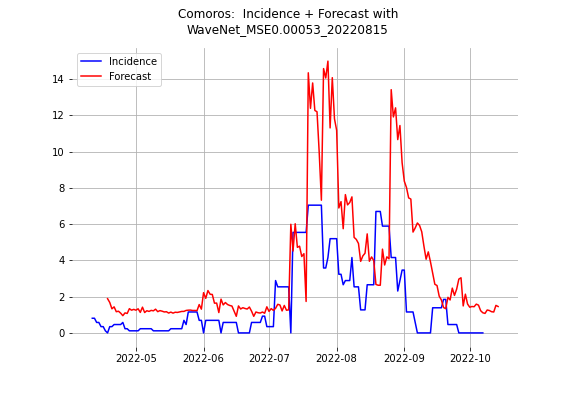 Comoros:  Incidence + Forecast with
WaveNet_MSE0.00053_20220815
Incidence
Forecast
14
12
10
8
6
4
2
0
2022-05 2022-06 2022-07 2022-08 2022-09 2022-10